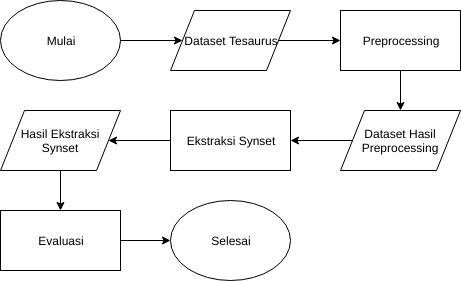 Mulai
Dataset Tesaurus
Preprocessing
Dataset Hasil
Preprocessing
Ekstraksi Synset
Hasil Ekstraksi
Synset
Evaluasi
Selesai